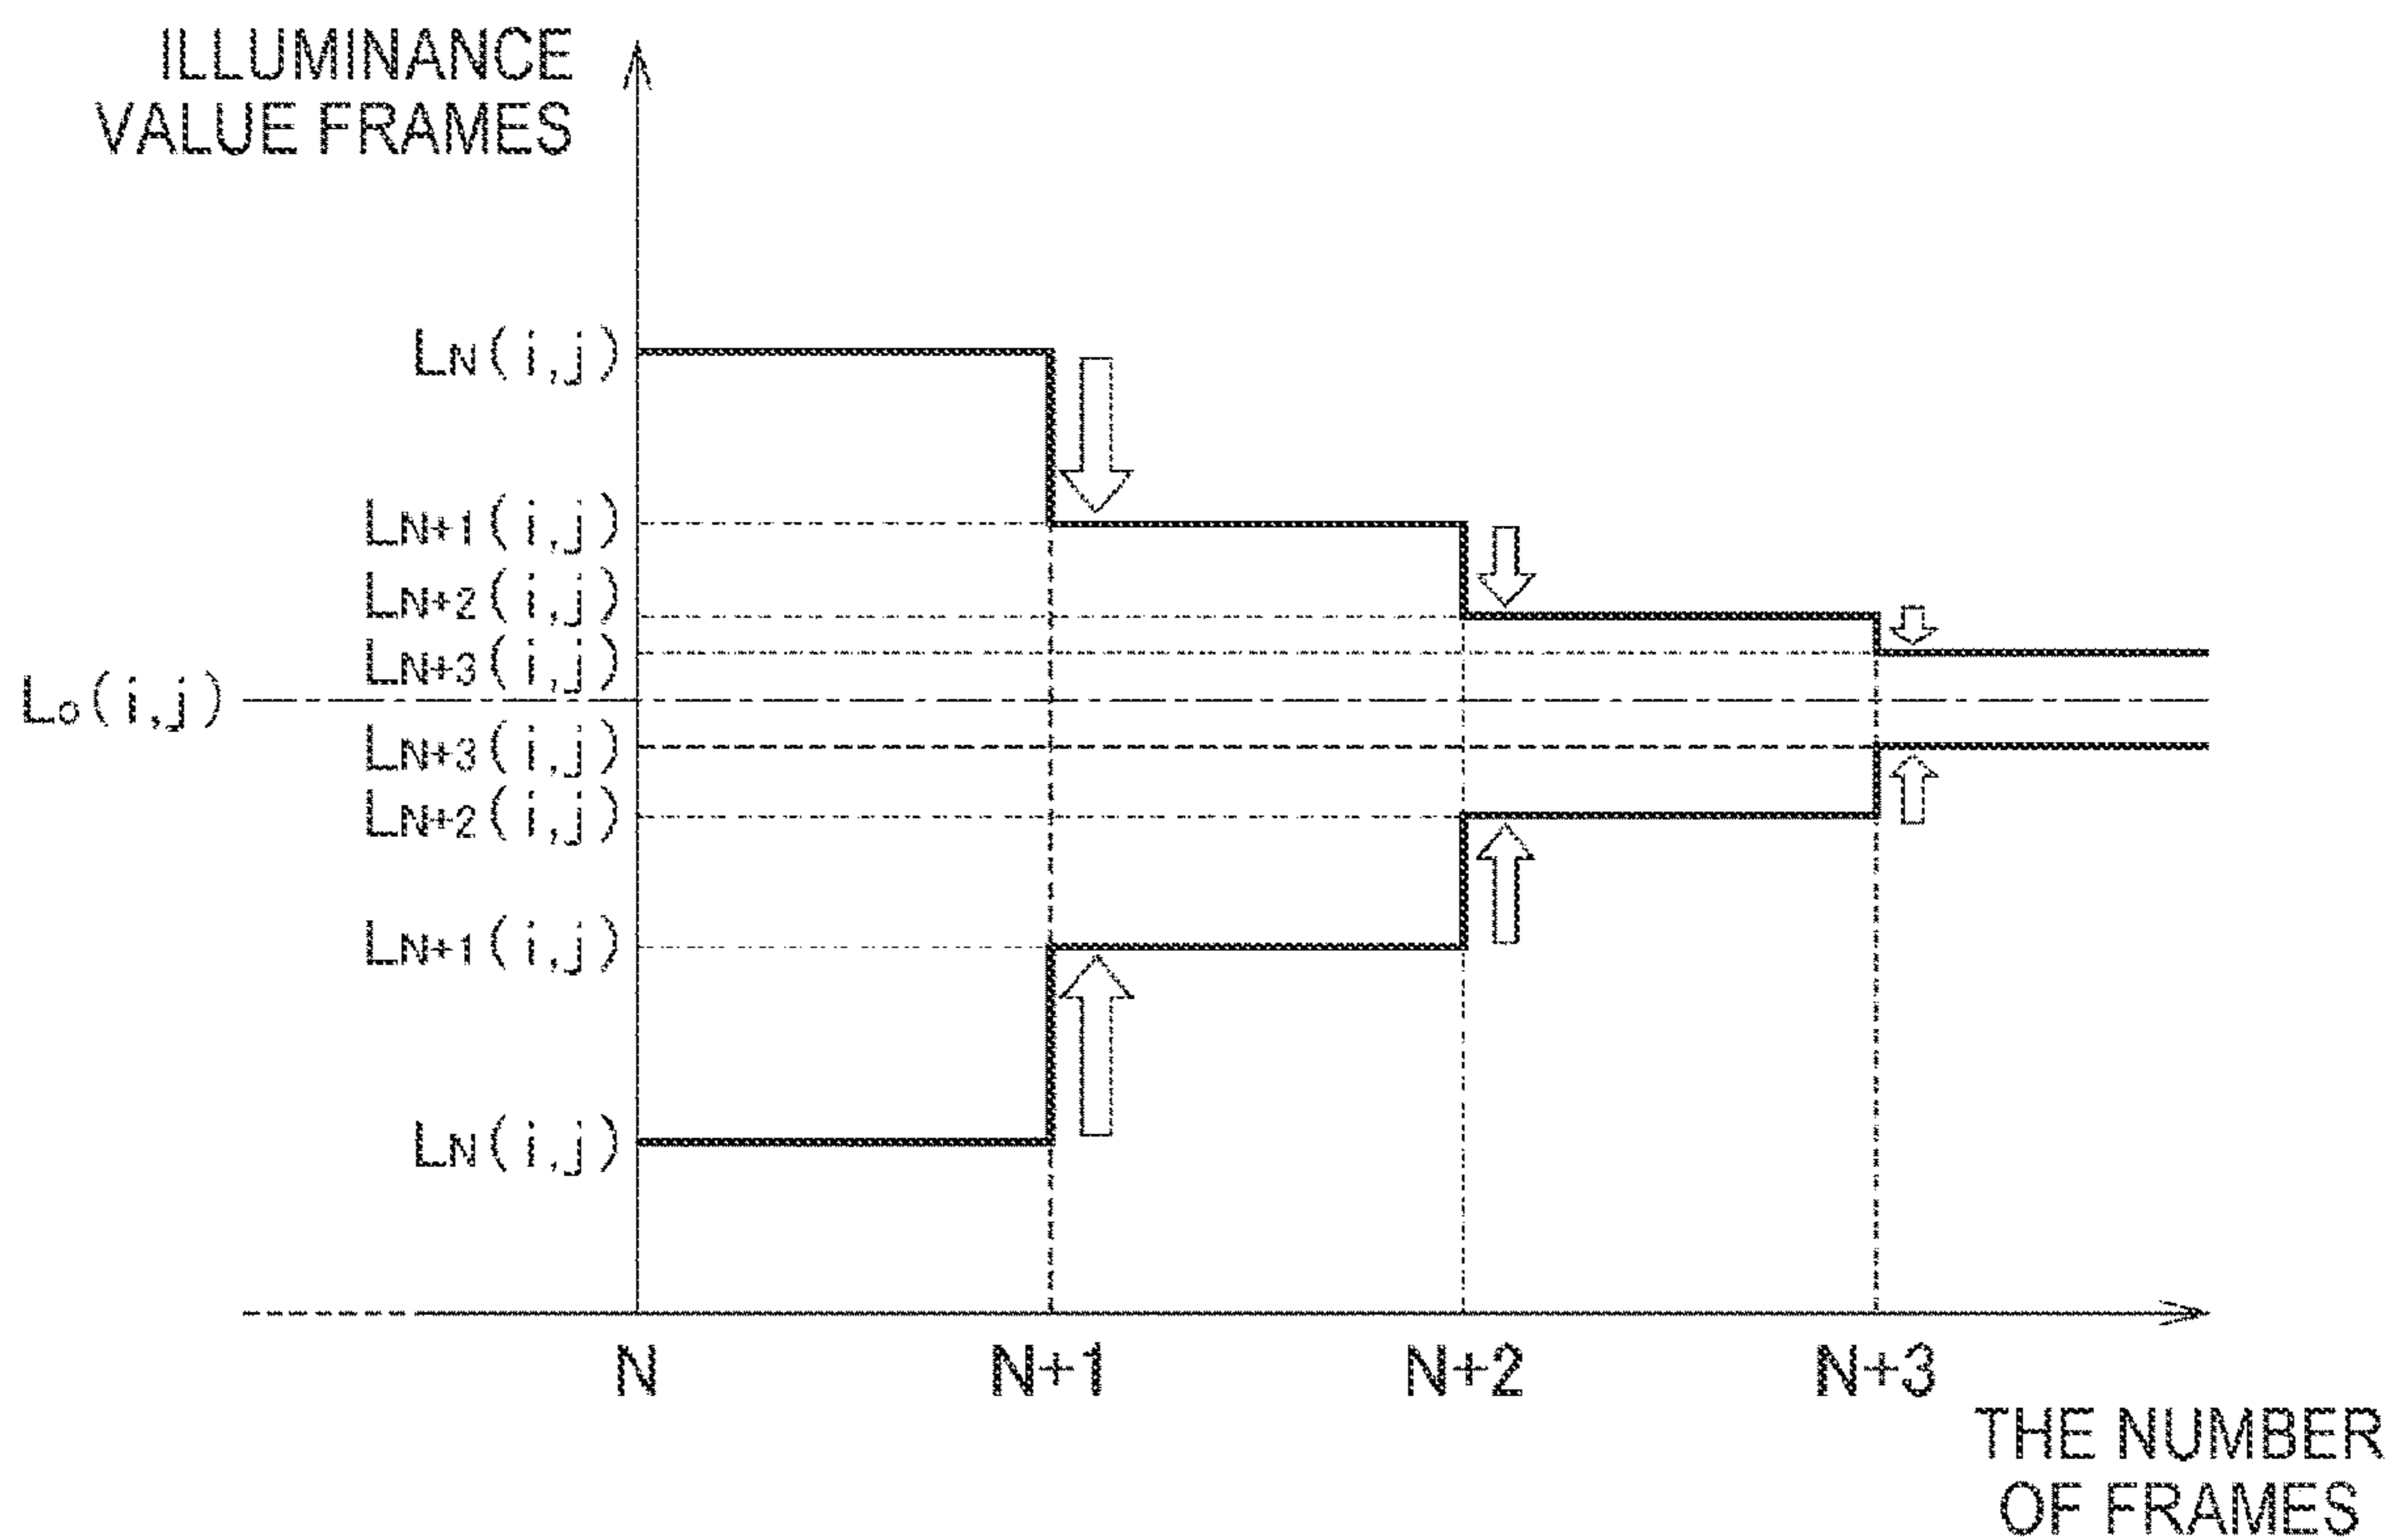 ILLUMINANCE
VALUE FRAMES
LN(i,j)
LN+1(i,j)
LN+2(i,j)
LN+3(i,j)
Lo(i,j)
LN+3(i,j)
LN+2(i,j)
LN+1(i,j)
LN(i,j)
N N+1 N+2 N+3
THE NUMBER
OF FRAMES